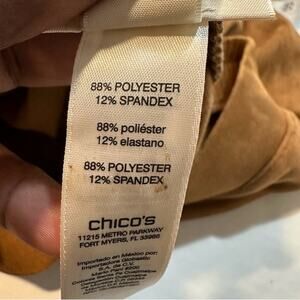 88% POLYESTER
12% SPANDEX
88% poliéster
12% elastano
88% POLYESTER
12% SPANDEX
chico's
11215 METRO PARKWAY
FORT MYERS, FL 33966
Importado en México por:
S.A. de C.V.